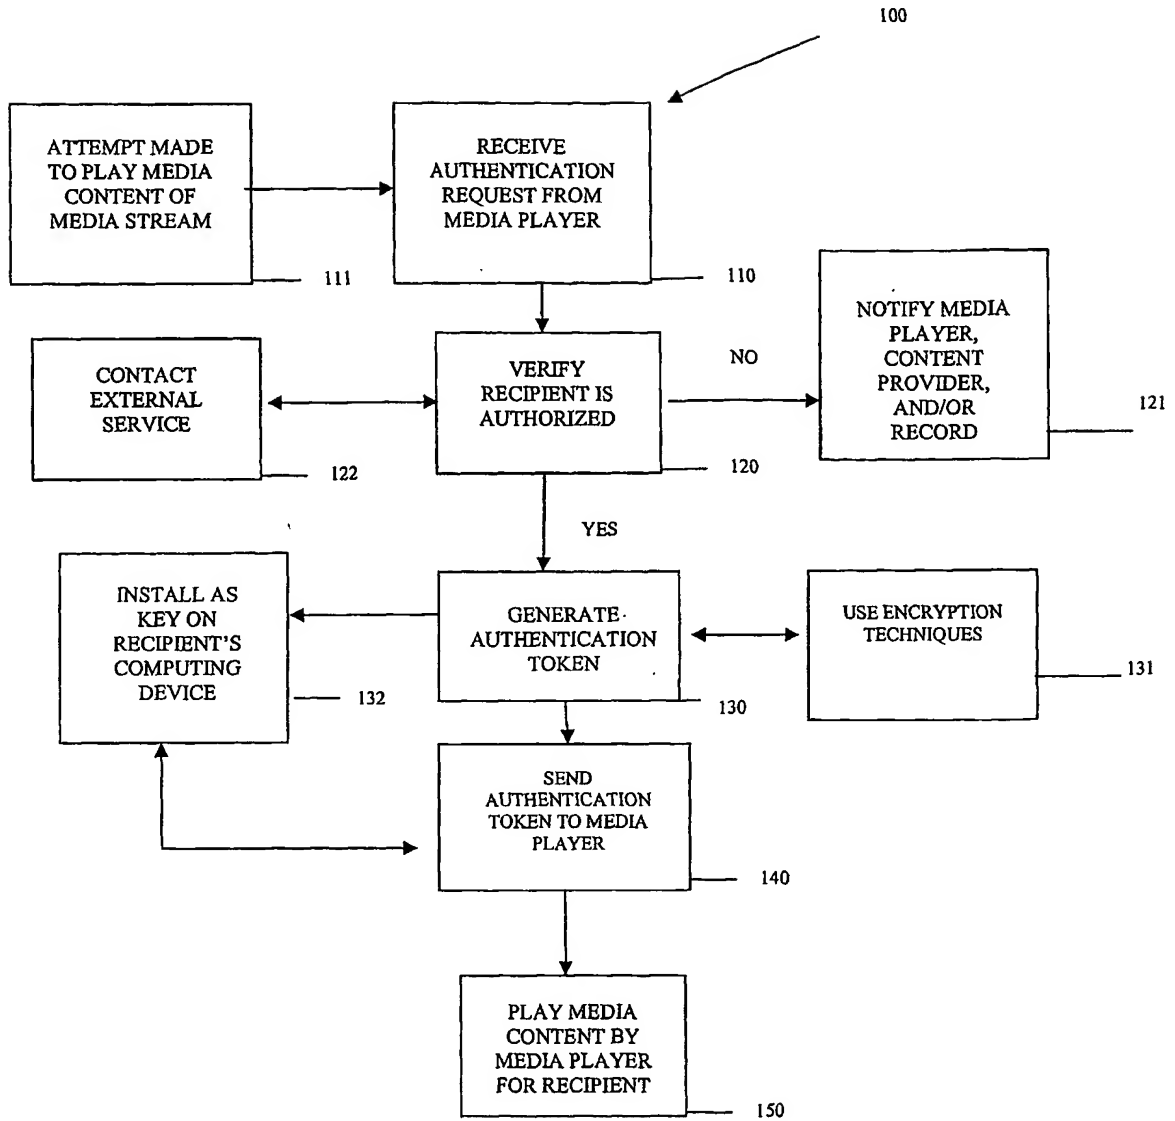 100
ATTEMPT MADE
TO PLAY MEDIA
CONTENT OF
MEDIA STREAM
111
RECEIVE
AUTHENTICATION
REQUEST FROM
MEDIA PLAYER
110
NOTIFY MEDIA
PLAYER,
CONTENT
PROVIDER,
AND/OR
RECORD
121
CONTACT
EXTERNAL
SERVICE
122
VERIFY
RECIPIENT IS
AUTHORIZED
120
NO
YES
INSTALL AS
KEY ON
RECIPIENT'S
COMPUTING
DEVICE
132
GENERATE
AUTHENTICATION
TOKEN
130
USE ENCRYPTION
TECHNIQUES
131
SEND
AUTHENTICATION
TOKEN TO MEDIA
PLAYER
140
PLAY MEDIA
CONTENT BY
MEDIA PLAYER
FOR RECIPIENT
150